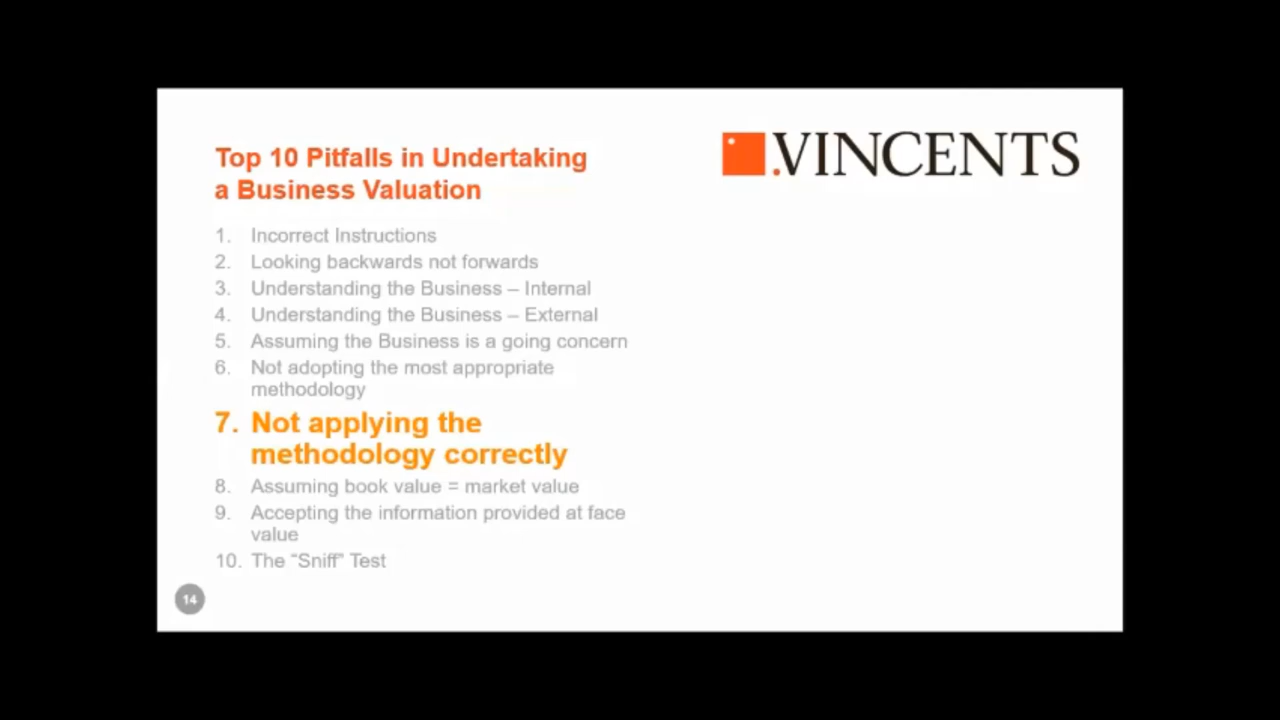 .VINCENTS
Top 10 Pitfalls in Undertaking
a Business Valuation
1. Incorrect Instructions
2. Looking backwards not forwards
3. Understanding the Business – Internal
4. Understanding the Business – External
5. Assuming the Business is a going concern
6. Not adopting the most appropriate
methodology
7. Not applying the
methodology correctly
8. Assuming book value = market value
9. Accepting the information provided at face
value
10. The “Sniff” Test
14